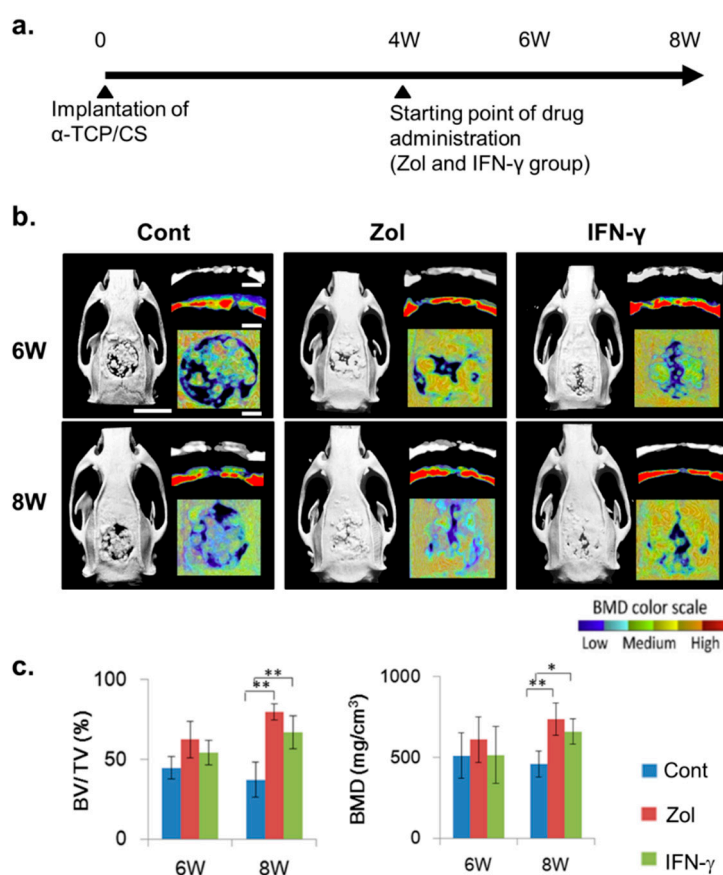 a.
0 4W 6W 8W
Implantation of
α-TCP/CS
Starting point of drug
administration
(Zol and IFN-γ group)
b.
Cont Zol IFN-γ
6W
8W
BMD color scale
Low Medium High
c.
BV/TV (%)
100
50
0
**
**
6W 8W
BMD (mg/cm³)
1000
500
0
*
**
6W 8W
Cont
Zol
IFN-γ